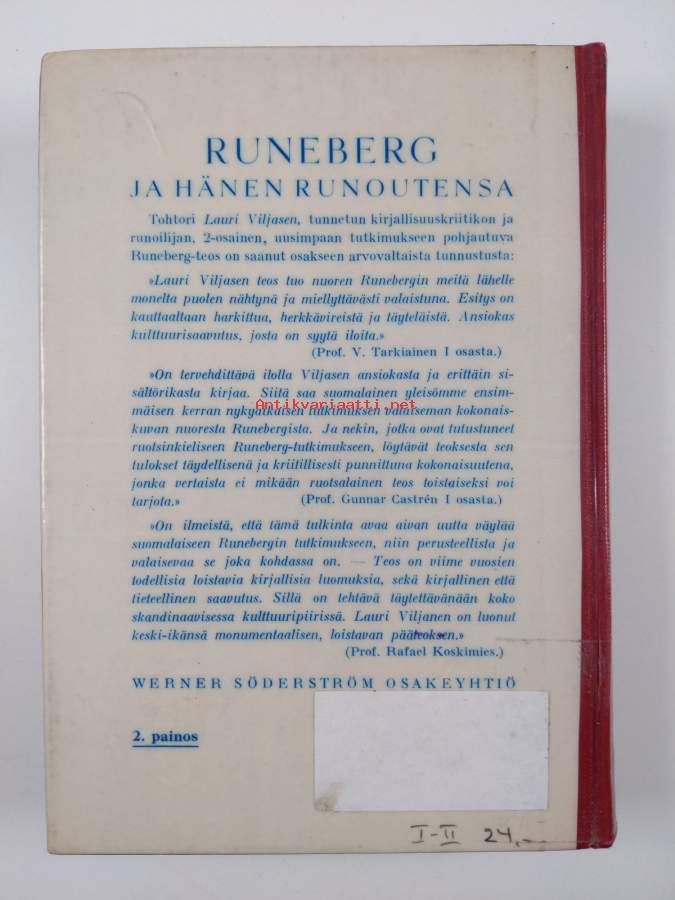 RUNEBERG
JA HÄNEN RUNOUTENSA
Tohtori Lauri Viljasen, tunnetun kirjallisuuskriitikon ja
runoilijan, 2-osainen, uusimpaan tutkimukseen pohjautuva
Runeberg-teos on saanut osakseen arvovaltaista tunnustusta:
»Lauri Viljasen teos tuo nuoren Runebergin meitä lähelle
monelta puolen nähtynä ja miellyttävästi valaistuna. Esitys on
kauttaaltaan harkittua, herkkävireistä ja täyteläistä. Ansiokas
kulttuurisaavutus, josta on syytä iloita.»
(Prof. V. Tarkiainen I osasta.)
»On tervehdittävä ilolla Viljasen ansiokasta ja erittäin si-
sältörikasta kirjaa. Siitä saa suomalainen yleisömme ensim-
mäisen kerran nykyaikaisen tutkimuksen valaiseman kokonais-
Antikvariaatti.net
kuvan nuoresta Runebergista. Ja nekin, jotka ovat tutustuneet
ruotsinkieliseen Runeberg-tutkimukseen, löytävät teoksesta sen
tulokset täydellisenä ja kriitillisesti punnittuna kokonaisuutena,
jonka vertaista ei mikään ruotsalainen teos toistaiseksi voi
tarjota.» (Prof. Gunnar Castrén I osasta.)
»On ilmeistä, että tämä tulkinta avaa aivan uutta väylää
suomalaiseen Runebergin tutkimukseen, niin perusteellista ja
valaisevaa se joka kohdassa on. — Teos on viime vuosien
todellisia loistavia kirjallisia luomuksia, sekä kirjallinen että
tieteellinen saavutus. Sillä on tehtävä täytettävänään koko
skandinaavisessa kulttuuripiirissä. Lauri Viljanen on luonut
keski-ikänsä monumentaalisen, loistavan pääteoksen.»
(Prof. Rafael Koskimies.)
WERNER SÖDERSTRÖM OSAKEYHTIÖ
2. painos
I-II 24,-